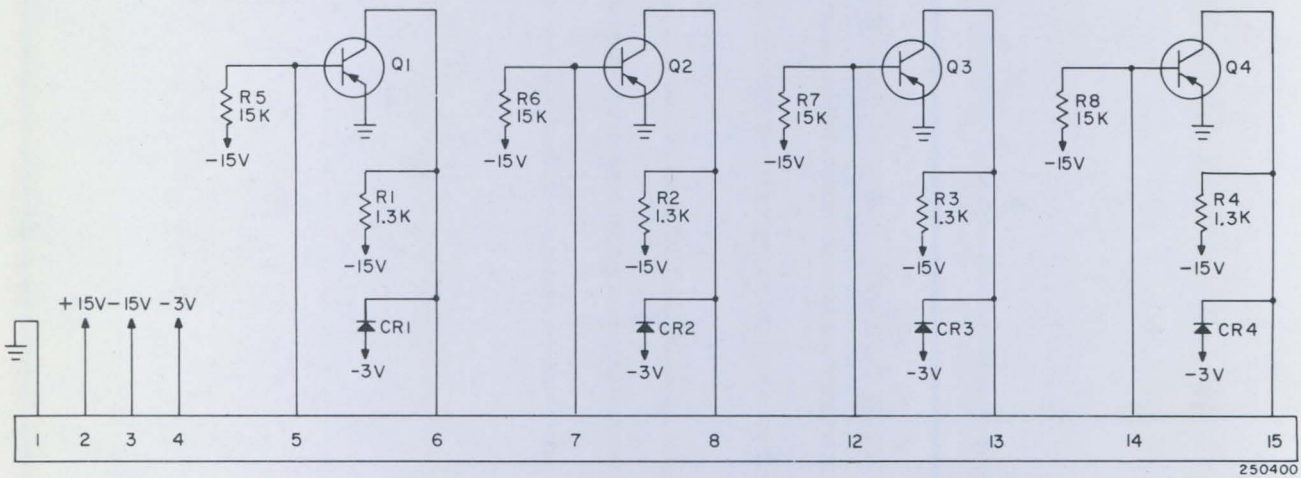 Q1
Q2
Q3
Q4
R5
15K
-15V
R6
15K
-15V
R7
15K
-15V
R8
15K
-15V
R1
1.3K
-15V
R2
1.3K
-15V
R3
1.3K
-15V
R4
1.3K
-15V
+15V -15V -3V
CR1
-3V
CR2
-3V
CR3
-3V
CR4
-3V
1 2 3 4 5 6 7 8 12 13 14 15
250400